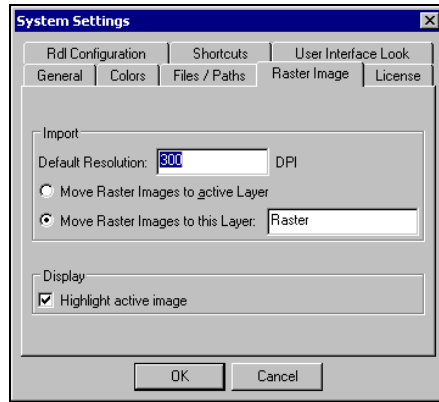 System Settings
Rdl Configuration Shortcuts User Interface Look
General Colors Files / Paths Raster Image License
Import
Default Resolution: 300 DPI
Move Raster Images to active Layer
Move Raster Images to this Layer: Raster
Display
Highlight active image
OK Cancel